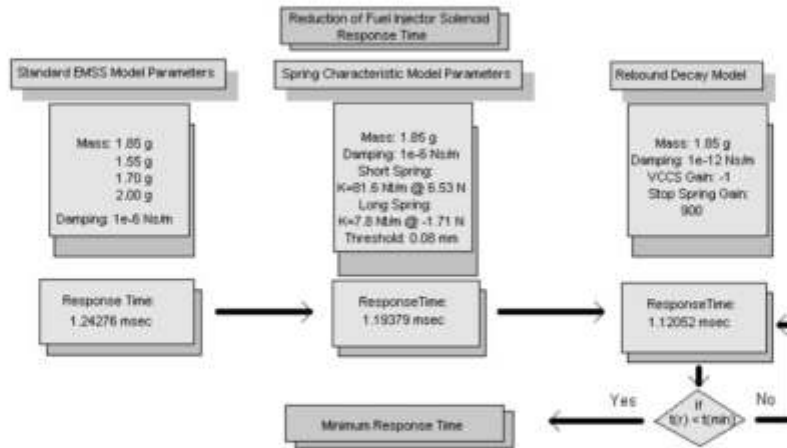 Reduction of Fuel Injector Solenoid
Response Time
Standard EMSS Model Parameters
Mass: 1.85 g
1.55 g
1.70 g
2.00 g
Damping: 1e-6 Ns/m
Response Time:
1.24276 msec
Spring Characteristic Model Parameters
Mass: 1.85 g
Damping: 1e-6 Ns/m
Short Spring:
K=81.6 Nt/m @ 6.53 N
Long Spring:
K=7.8 Nt/m @ -1.71 N
Threshold: 0.08 mm
ResponseTime:
1.19379 msec
Rebound Decay Model
Mass: 1.85 g
Damping: 1e-12 Ns/m
VCCS Gain: -1
Stop Spring Gain:
900
ResponseTime:
1.12052 msec
if
t(r) < t(min)
Yes
No
Minimum Response Time